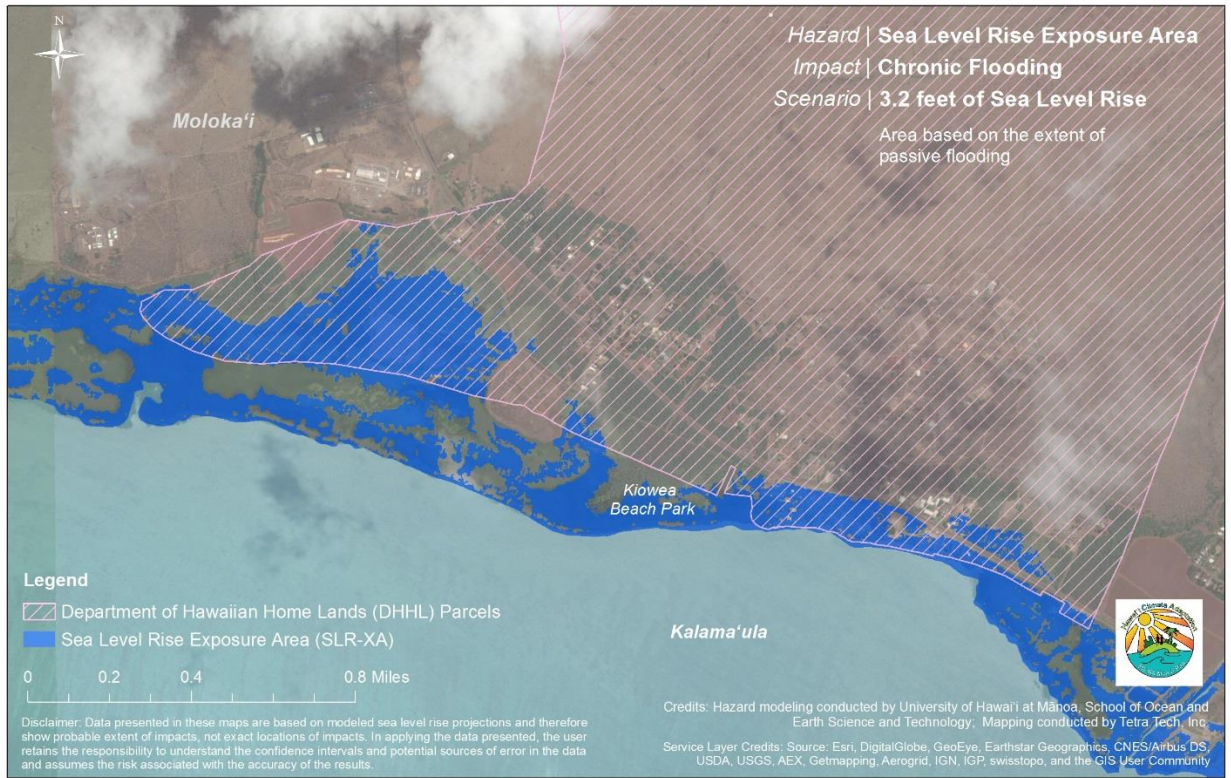 N
Hazard | Sea Level Rise Exposure Area
Impact | Chronic Flooding
Scenario | 3.2 feet of Sea Level Rise
Area based on the extent of
passive flooding
Molokaʻi
Kiowea
Beach Park
Kalamaʻula
Legend
Department of Hawaiian Home Lands (DHHL) Parcels
Sea Level Rise Exposure Area (SLR-XA)
0 0.2 0.4 0.8 Miles
Disclaimer: Data presented in these maps are based on modeled sea level rise projections and therefore
show probable extent of impacts, not exact locations of impacts. In applying the data presented, the user
retains the responsibility to understand the confidence intervals and potential sources of error in the data
and assumes the risk associated with the accuracy of the results.
Hawaiʻi Climate Adaptation
Credits: Hazard modeling conducted by University of Hawaiʻi at Mānoa, School of Ocean and
Earth Science and Technology; Mapping conducted by Tetra Tech, Inc.
Service Layer Credits: Source: Esri, DigitalGlobe, GeoEye, Earthstar Geographics, CNES/Airbus DS,
USDA, USGS, AEX, Getmapping, Aerogrid, IGN, IGP, swisstopo, and the GIS User Community